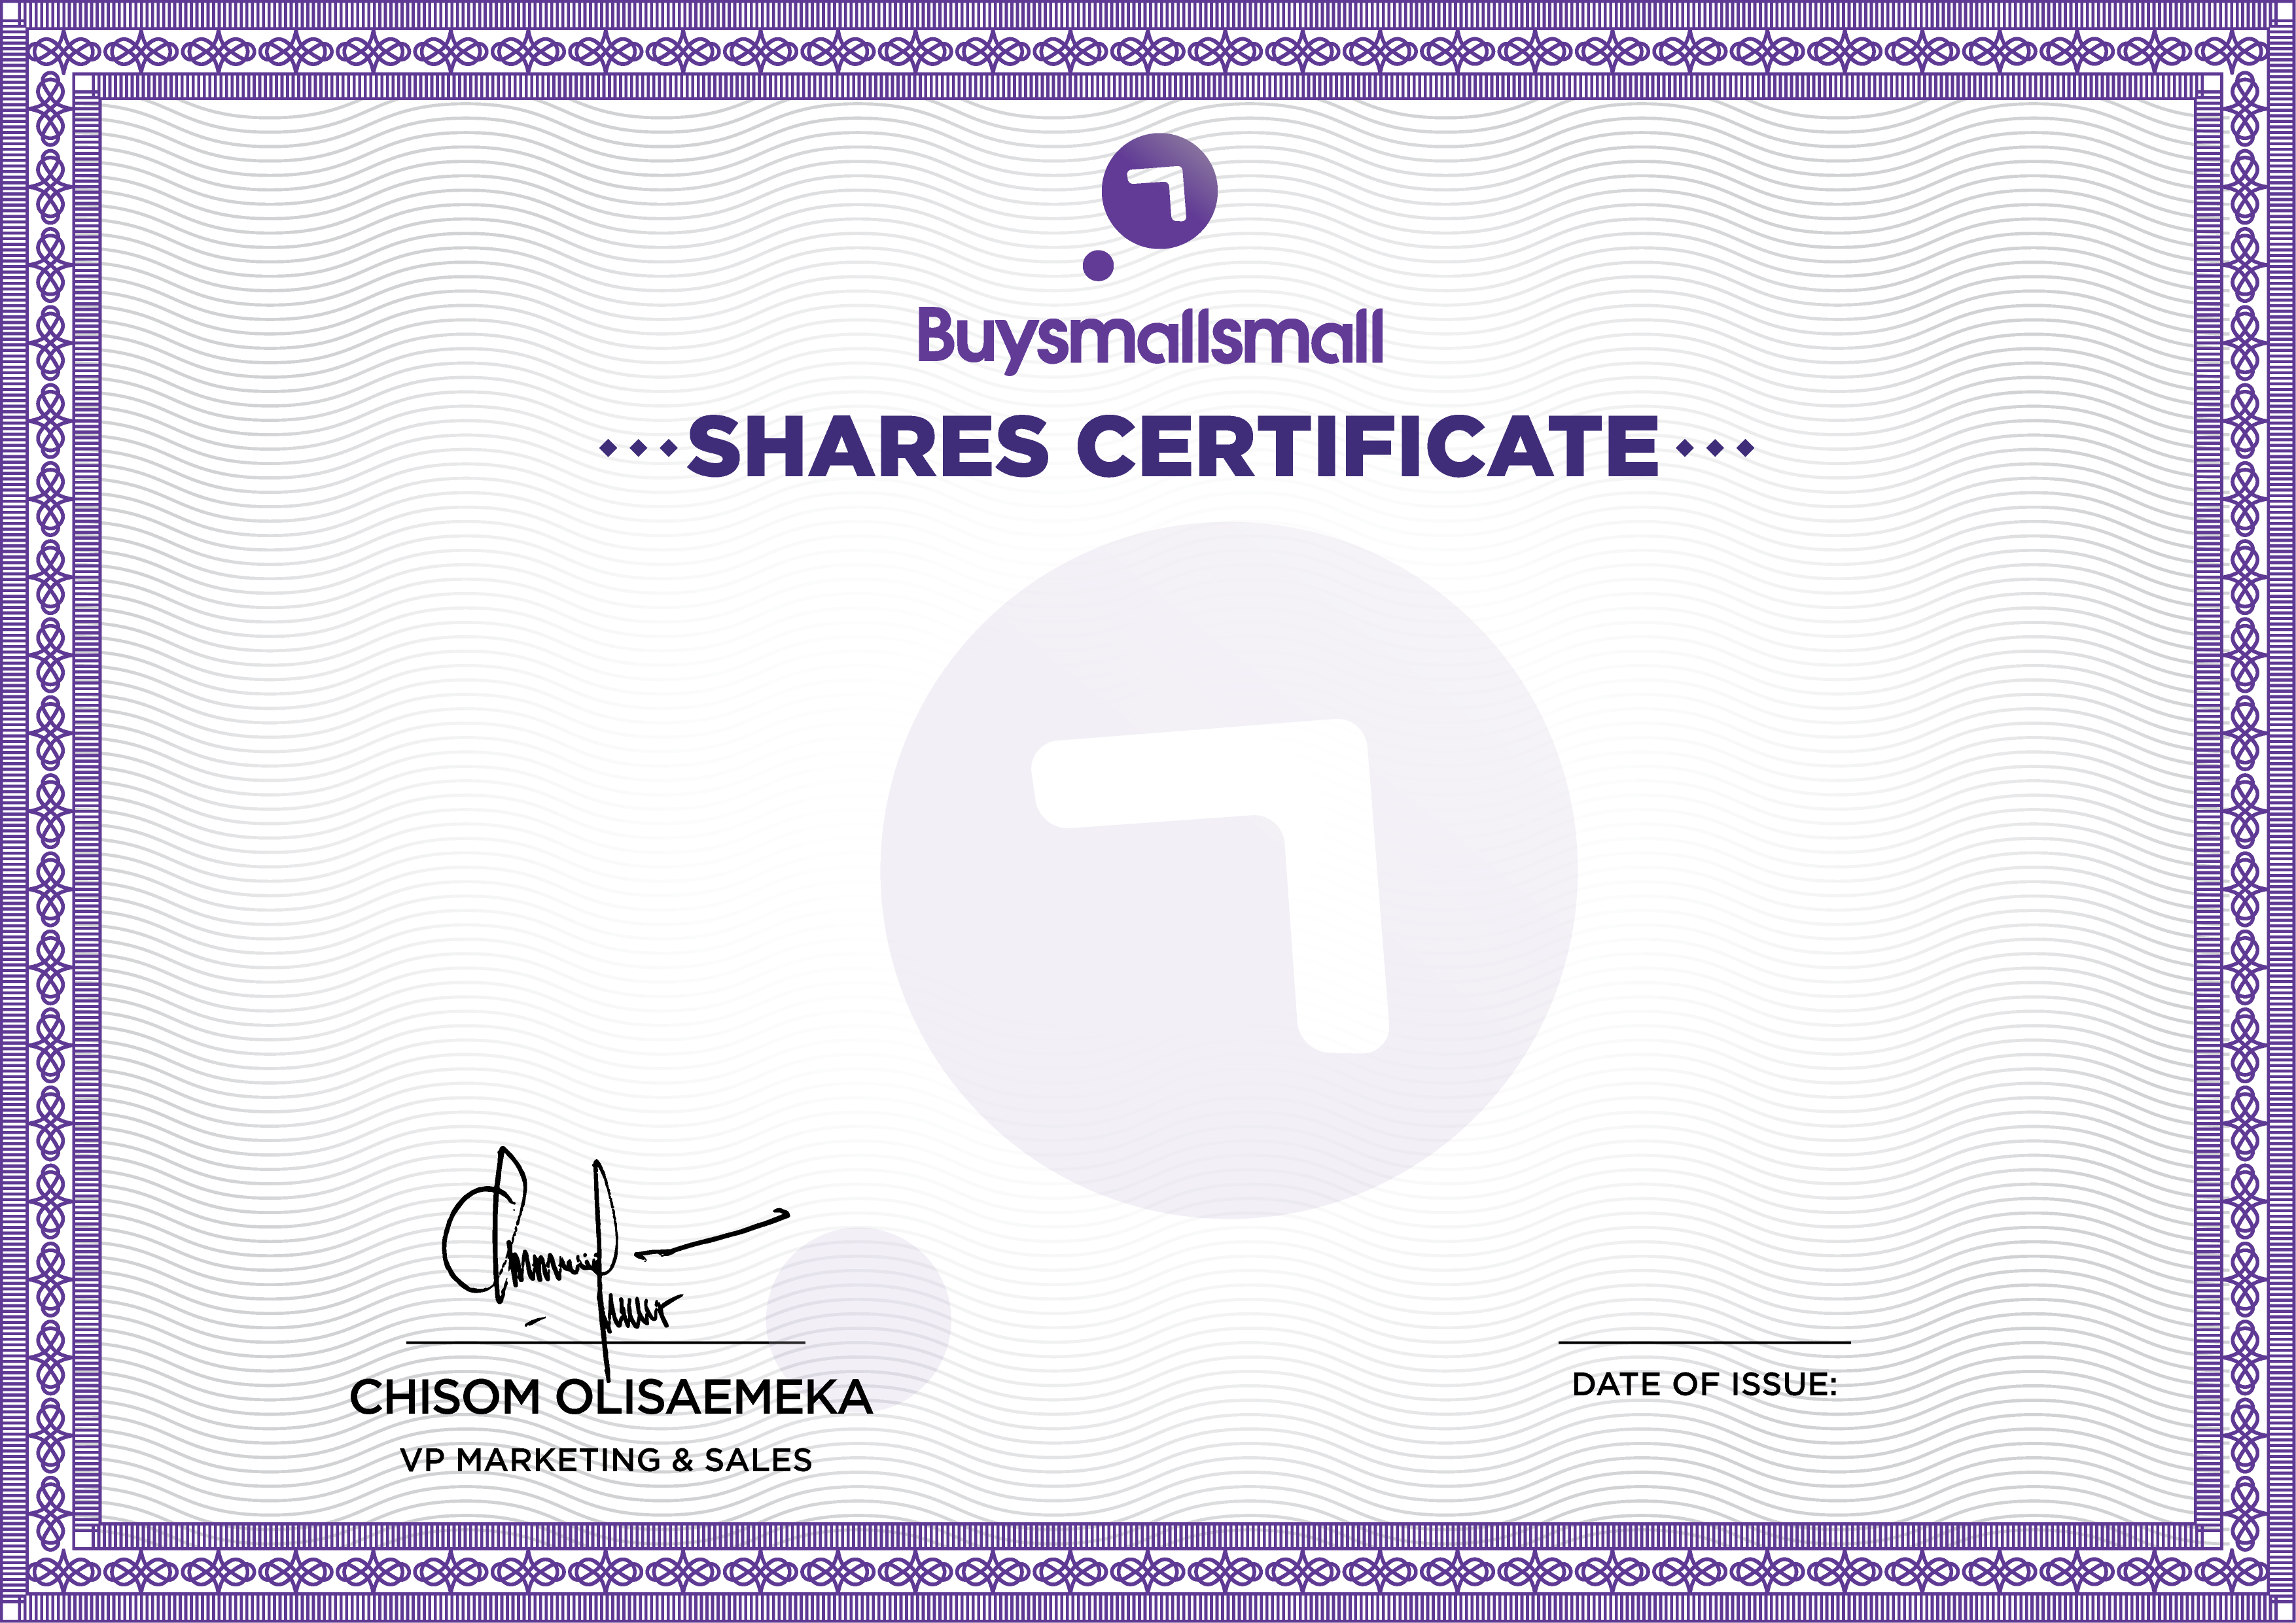 Buysmallsmall
SHARES CERTIFICATE
CHISOM OLISAEMEKA
VP MARKETING & SALES
DATE OF ISSUE: